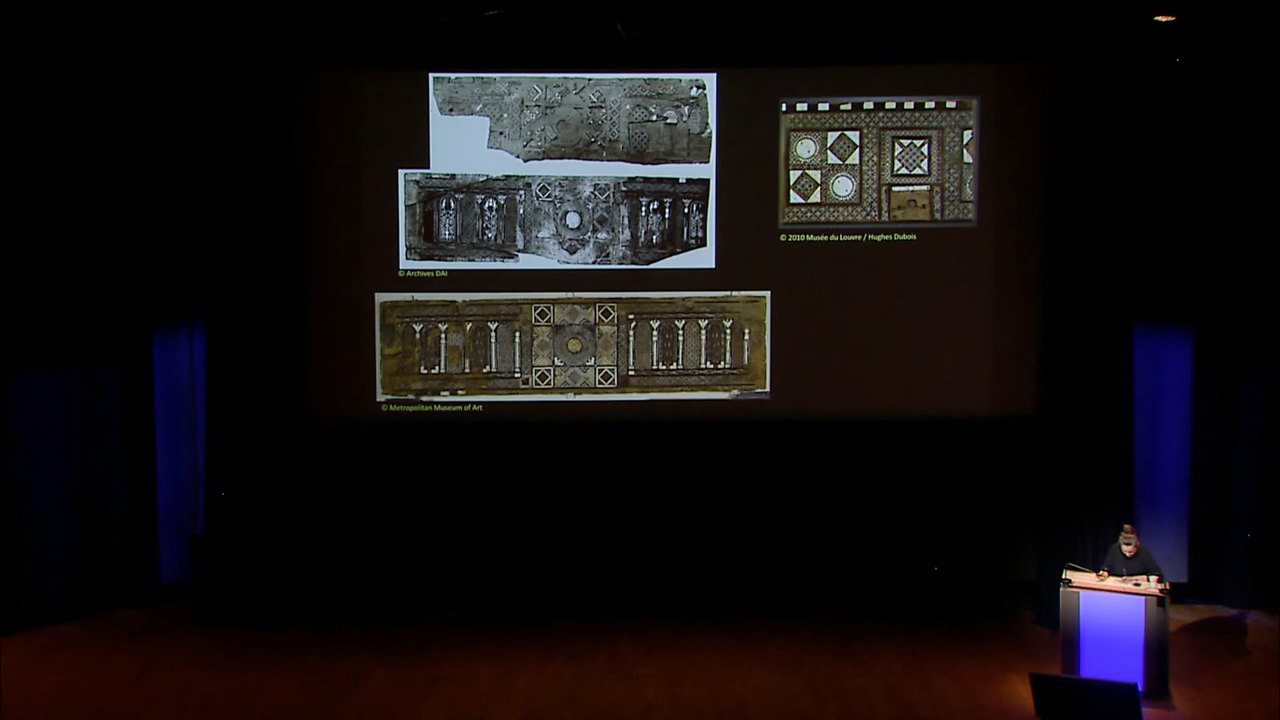 © 2010 Musée du Louvre / Hughes Dubois
© Archives DAI
© Metropolitan Museum of Art